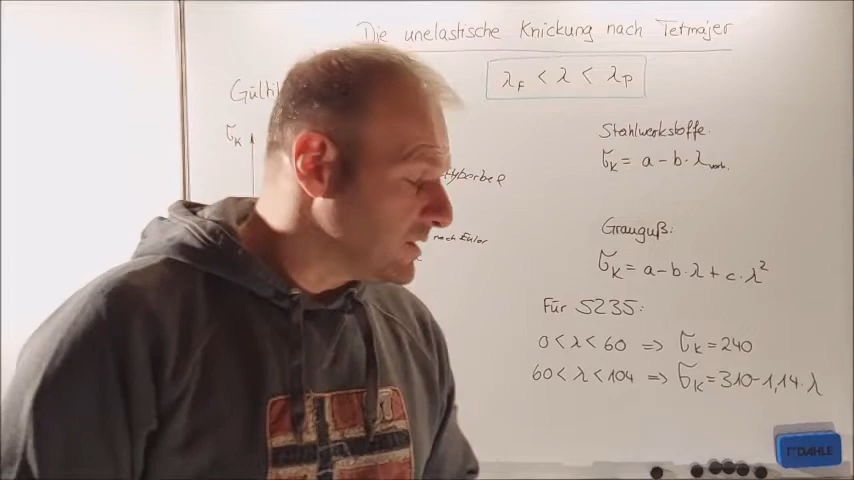 Die unelastische Knickung nach Tetmajer
λF < λ < λP
Gülti
σK
Hyperbel
nach Euler
Stahlwerkstoffe:
σK = a - b · λvorh.
Grauguß:
σK = a - b · λ + c · λ²
Für S235:
0 < λ < 60 => σK = 240
60 < λ < 104 => σK = 310 - 1,14 · λ
DAHLE